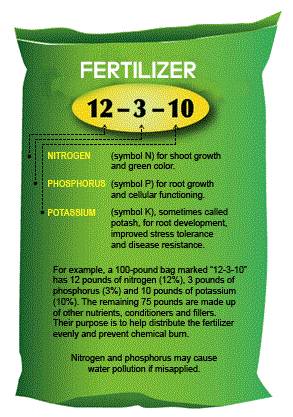 FERTILIZER
12 – 3 – 10
NITROGEN (symbol N) for shoot growth
and green color.
PHOSPHORUS (symbol P) for root growth
and cellular functioning.
POTASSIUM (symbol K), sometimes called
potash, for root development,
improved stress tolerance
and disease resistance.
For example, a 100-pound bag marked "12-3-10"
has 12 pounds of nitrogen (12%), 3 pounds of
phosphorus (3%) and 10 pounds of potassium
(10%). The remaining 75 pounds are made up
of other nutrients, conditioners and fillers.
Their purpose is to help distribute the fertilizer
evenly and prevent chemical burn.
Nitrogen and phosphorus may cause
water pollution if misapplied.